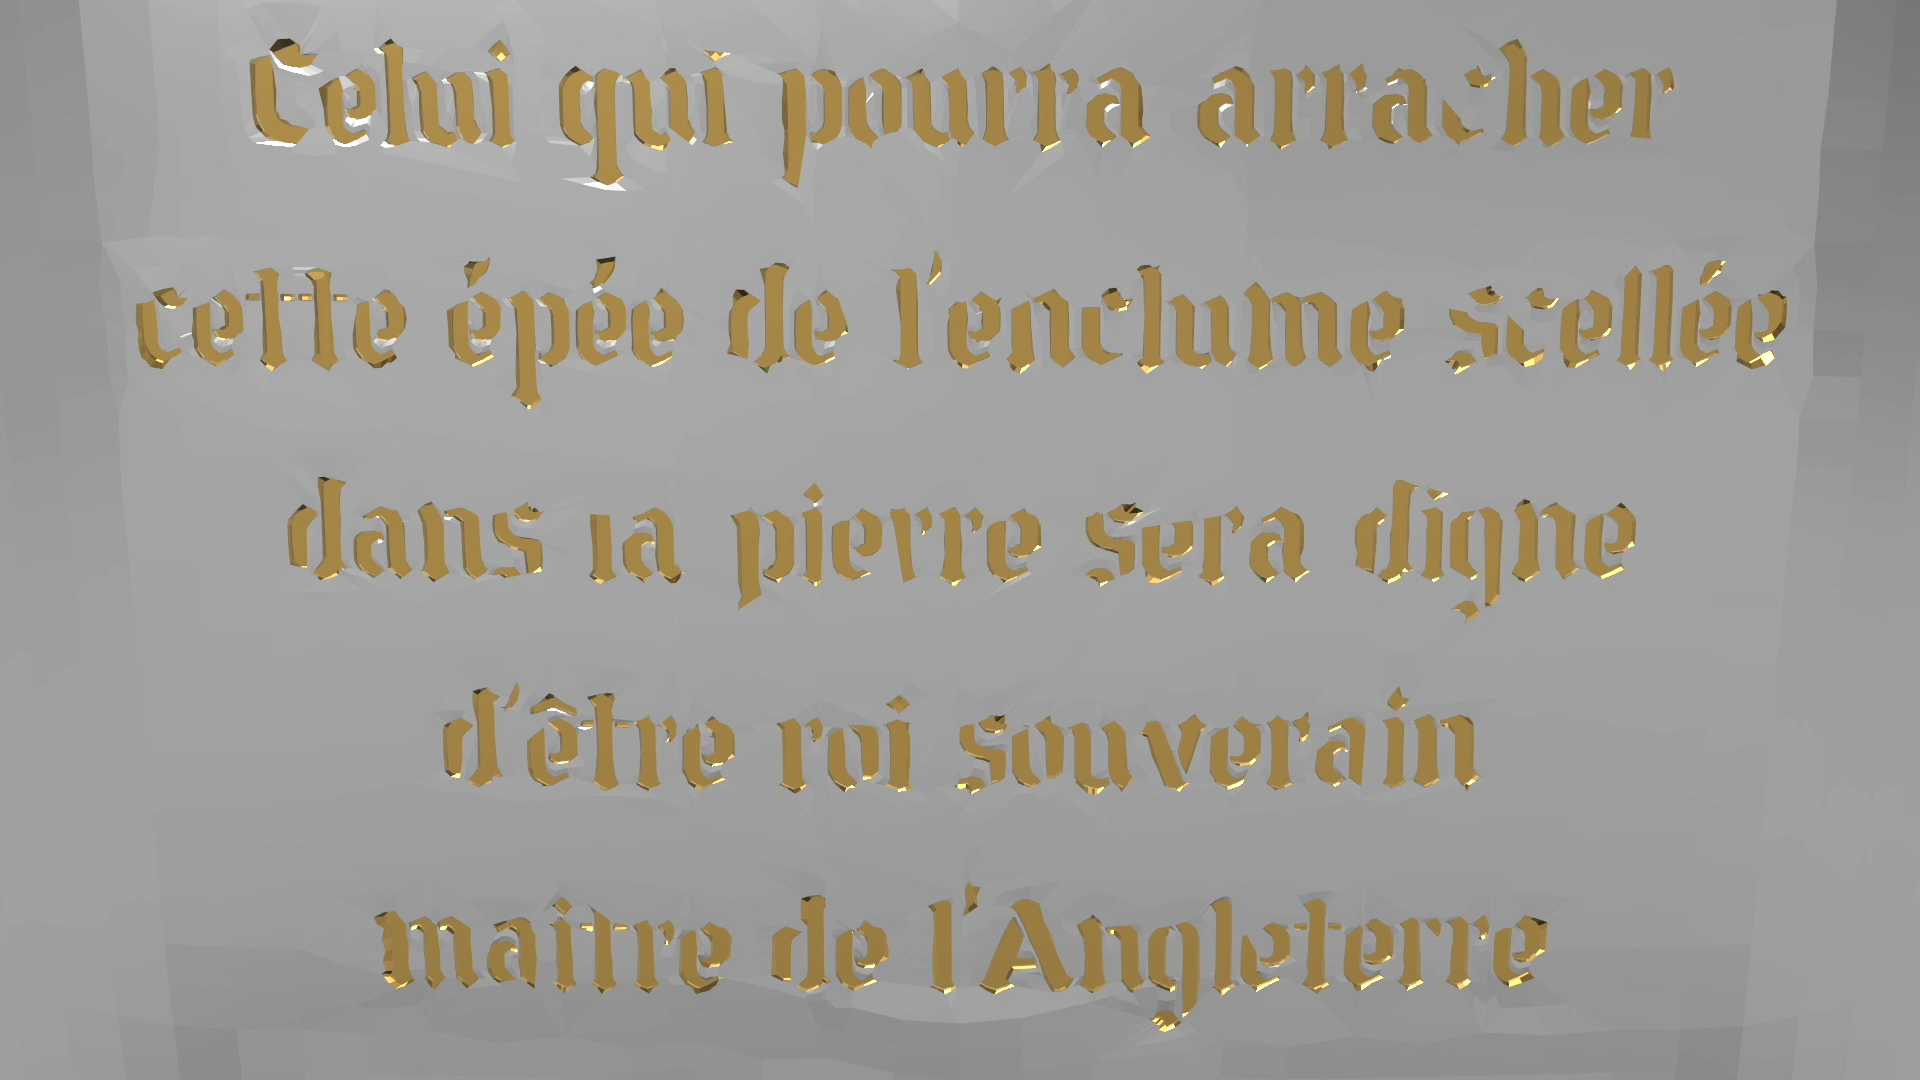 Celui qui pourra arracher
cette épée de l'enclume scellée
dans la pierre sera digne
d'être roi souverain
maitre de l'Angleterre